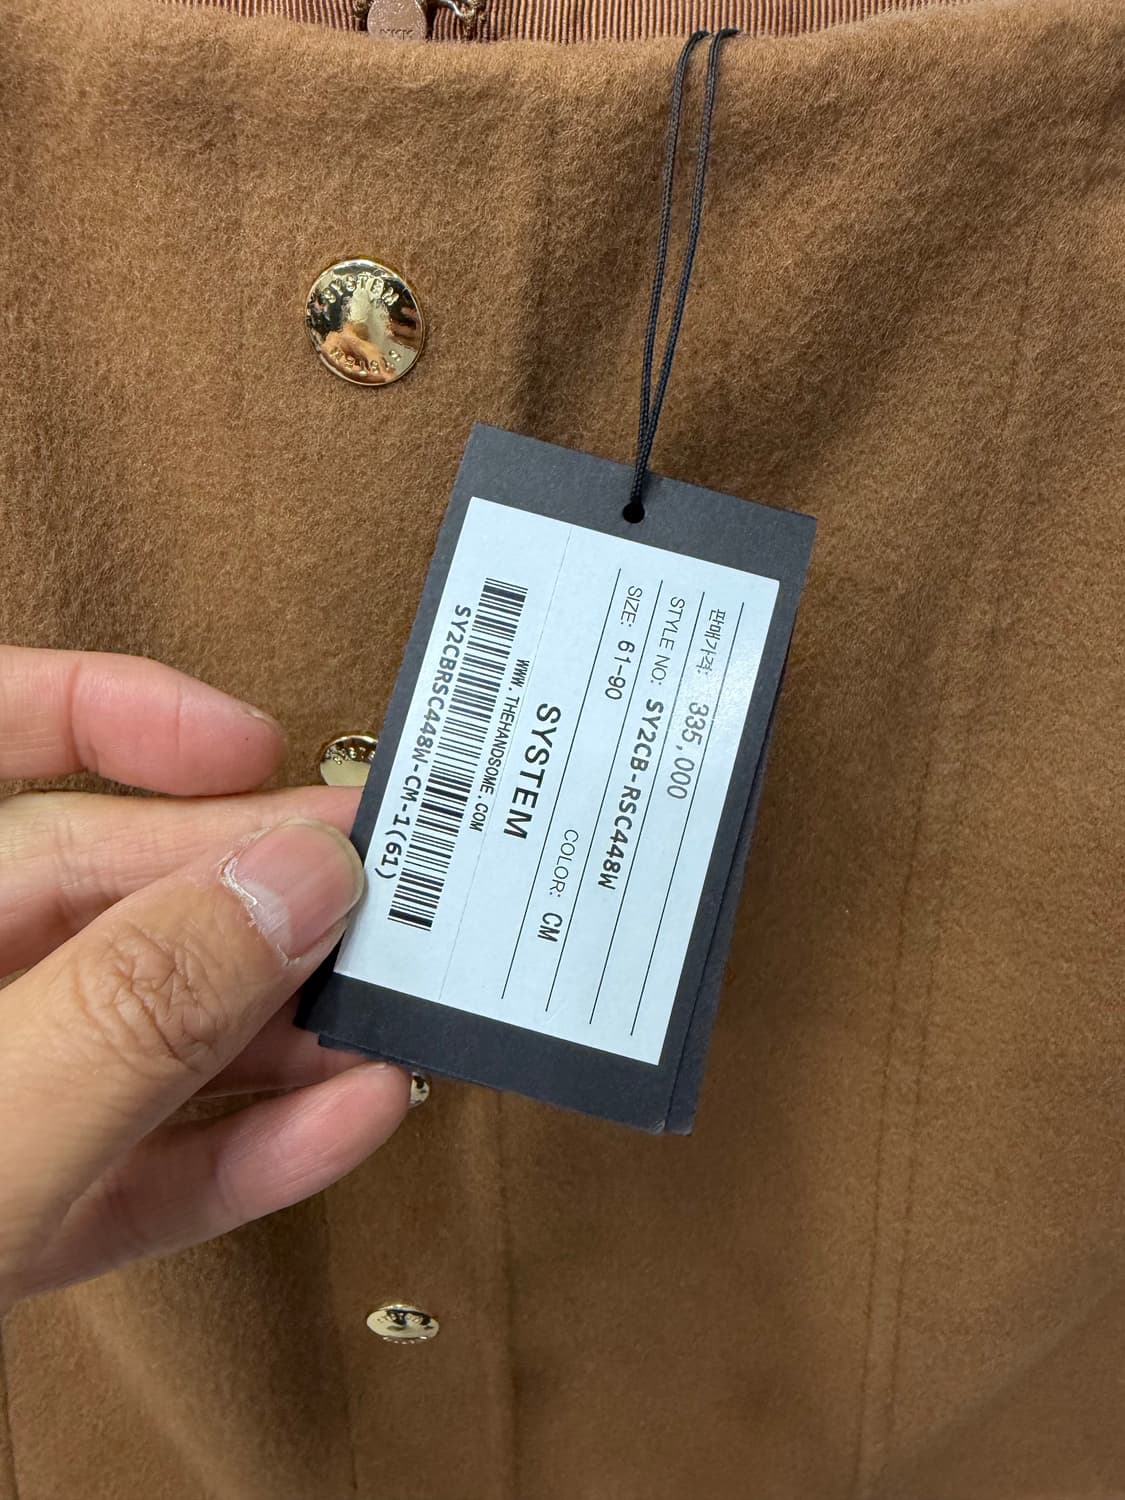 SYSTEM
SYSTEM
판매가격: 335,000
STYLE NO: SY2CB-RSC448W
SIZE: 61-90
COLOR: CM
SYSTEM
WWW.THEHANDSOME.COM
SY2CBRSC448W-CM-1(61)